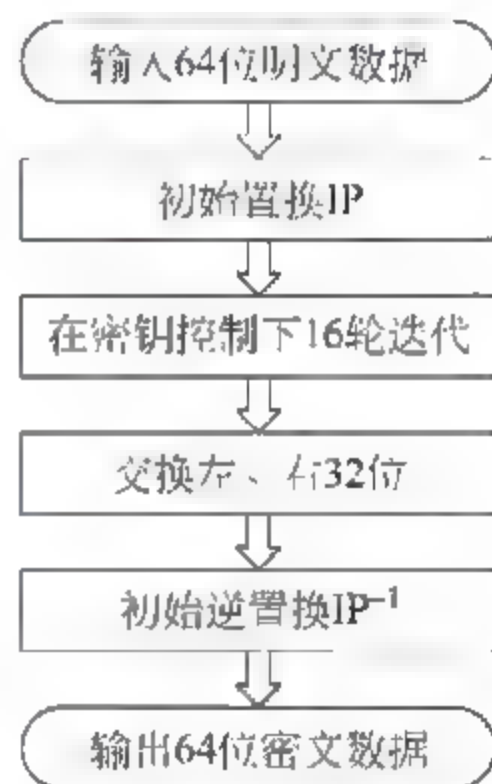 输入64位明文数据
初始置换IP
在密钥控制下16轮迭代
交换左、右32位
初始逆置换IP⁻¹
输出64位密文数据